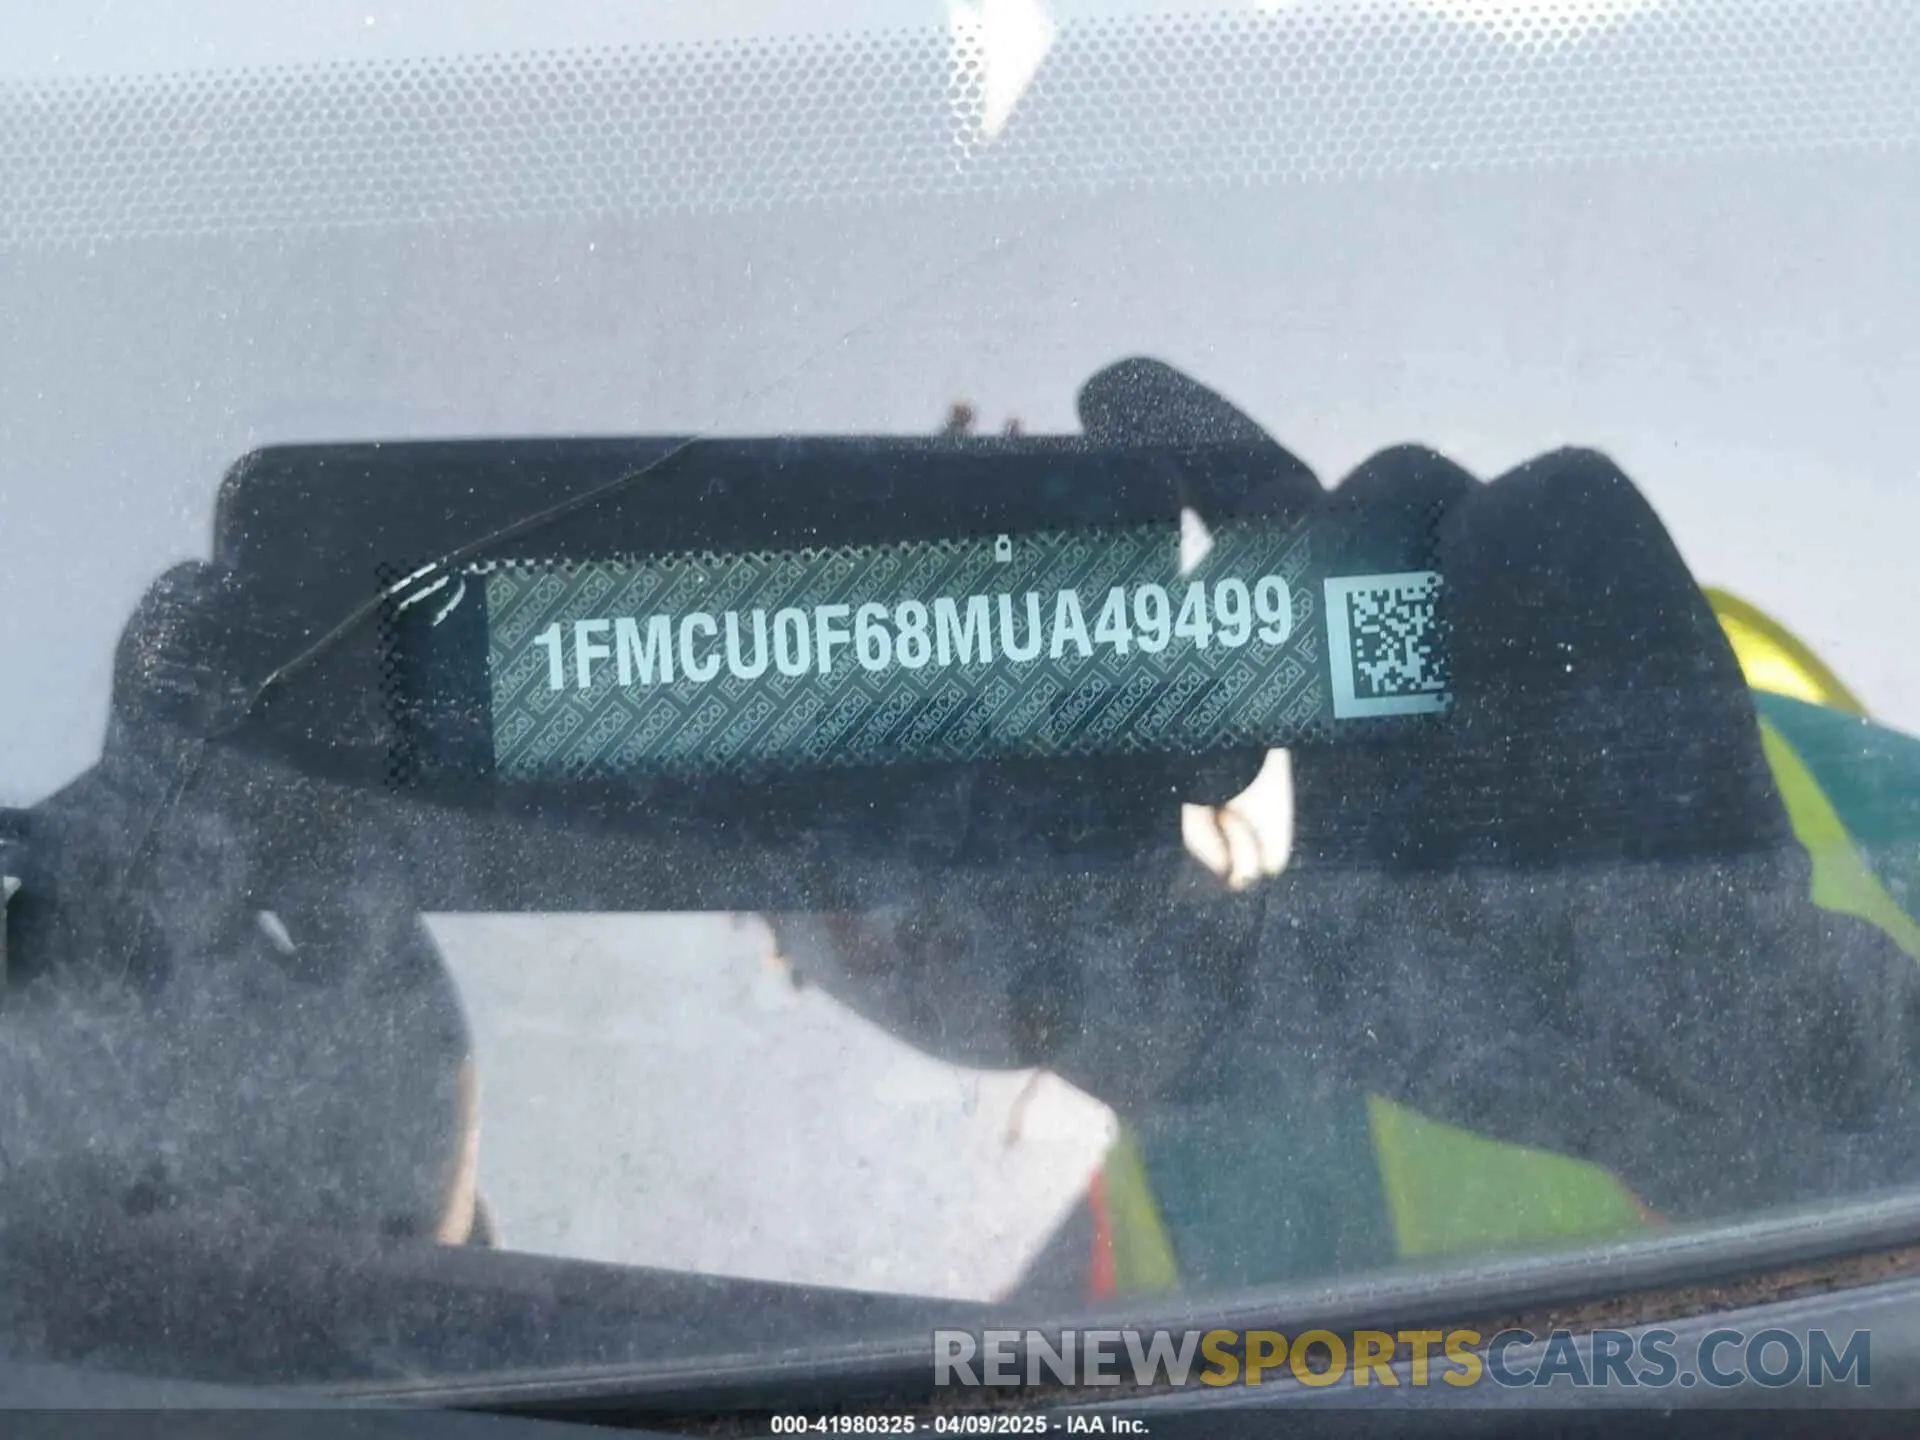 1FMCU0F68MUA49499
RENEWSPORTSCARS.COM
000-41980325 - 04/09/2025 - IAA Inc.